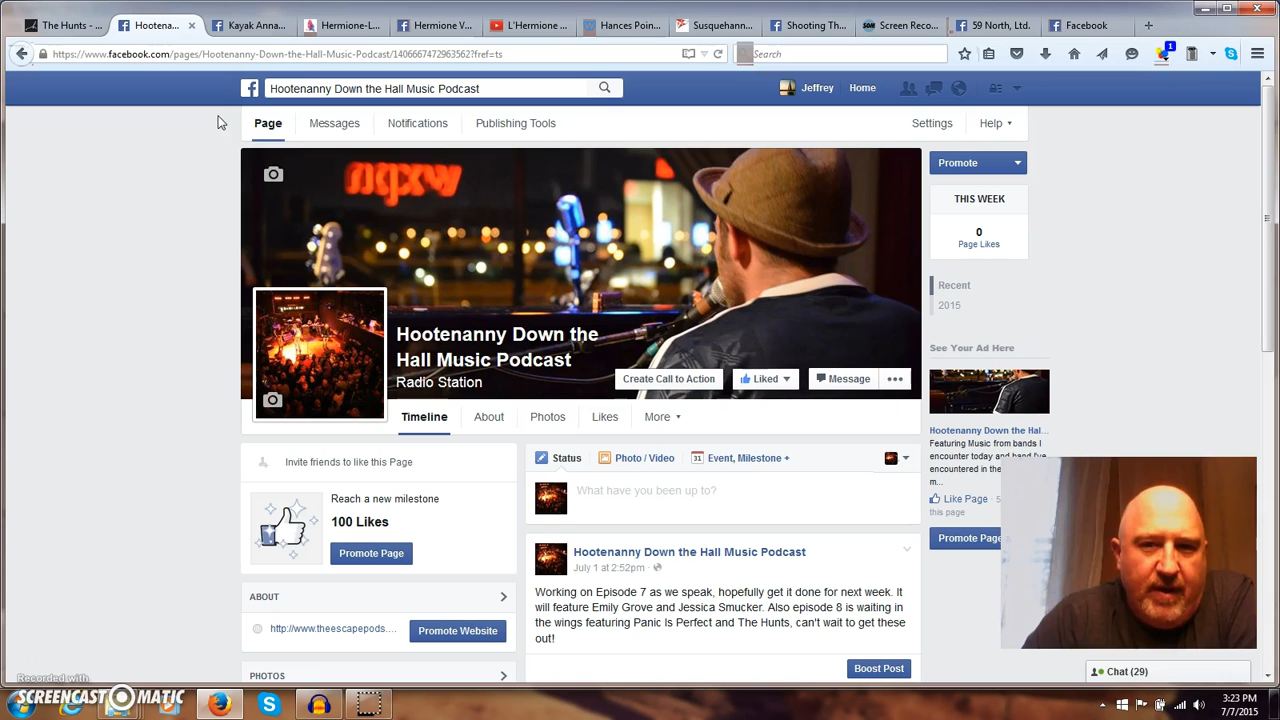 The Hunts - ...
Hootena...
Kayak Anna...
Hermione-L...
Hermione V...
L'Hermione ...
Hances Poin...
Susquehann...
Shooting Th...
Screen Reco...
59 North, Ltd.
Facebook
https://www.facebook.com/pages/Hootenanny-Down-the-Hall-Music-Podcast/1406667472963562?fref=ts
Search
1
Hootenanny Down the Hall Music Podcast
Jeffrey
Home
Page
Messages
Notifications
Publishing Tools
Settings
Help
wxpn
Promote
THIS WEEK
0
Page Likes
Recent
2015
Hootenanny Down the
Hall Music Podcast
Radio Station
Create Call to Action
Liked
Message
Timeline
About
Photos
Likes
More
See Your Ad Here
Hootenanny Down the Hal...
Featuring Music from bands I
encounter today and band I've
encountered in the
m...
Like Page
this page
Promote Page
Invite friends to like this Page
Reach a new milestone
100 Likes
Promote Page
ABOUT
http://www.theescapepods....
Promote Website
PHOTOS
Status
Photo / Video
31
Event, Milestone +
What have you been up to?
Hootenanny Down the Hall Music Podcast
July 1 at 2:52pm
Working on Episode 7 as we speak, hopefully get it done for next week. It
will feature Emily Grove and Jessica Smucker. Also episode 8 is waiting in
the wings featuring Panic Is Perfect and The Hunts, can't wait to get these
out!
Boost Post
Chat (29)
Recorded with
SCREENCAST MATIC
3:23 PM
7/7/2015